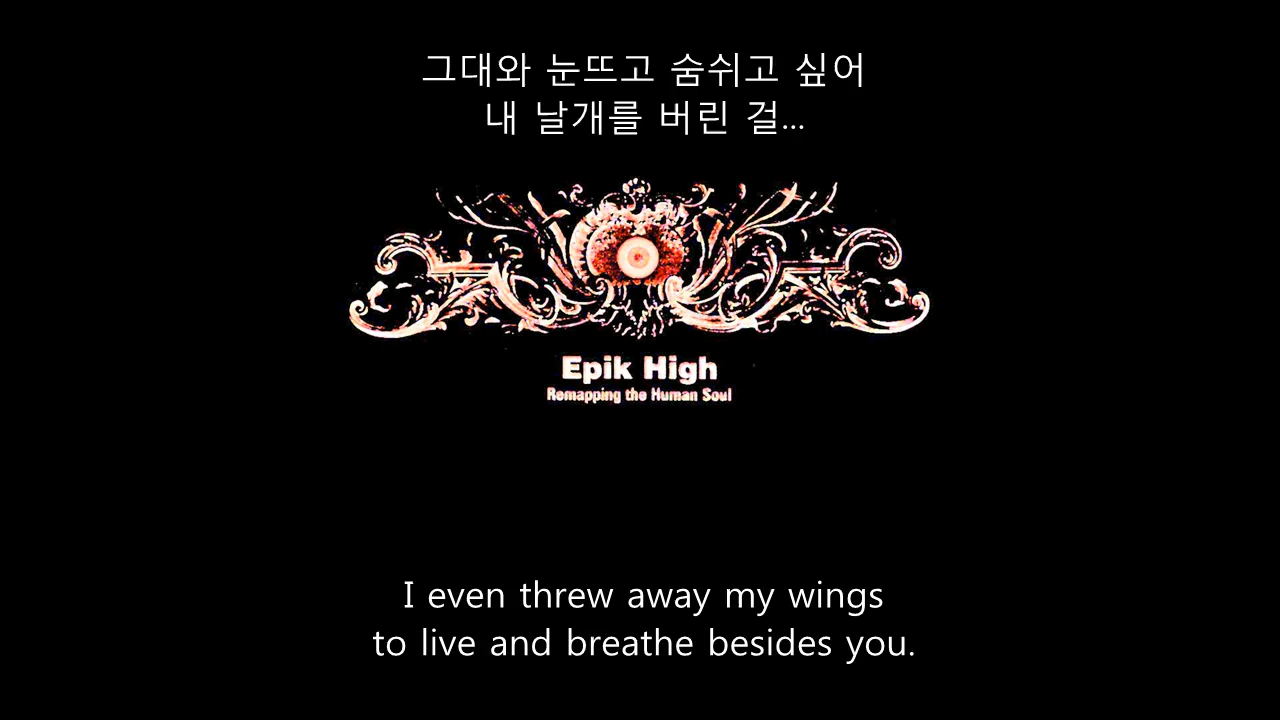 그대와 눈뜨고 숨쉬고 싶어
내 날개를 버린 걸...
Epik High
Remapping the Human Soul
I even threw away my wings
to live and breathe besides you.